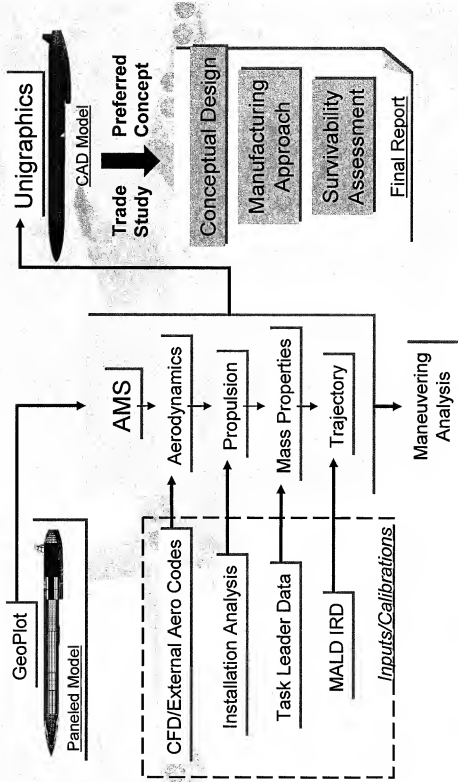 GeoPlot
Paneled Model
CFD/External Aero Codes
Installation Analysis
Task Leader Data
MALD IRD
Inputs/Calibrations
AMS
Aerodynamics
Propulsion
Mass Properties
Trajectory
Maneuvering
Analysis
Unigraphics
CAD Model
Trade
Study
Preferred
Concept
Conceptual Design
Manufacturing
Approach
Survivability
Assessment
Final Report